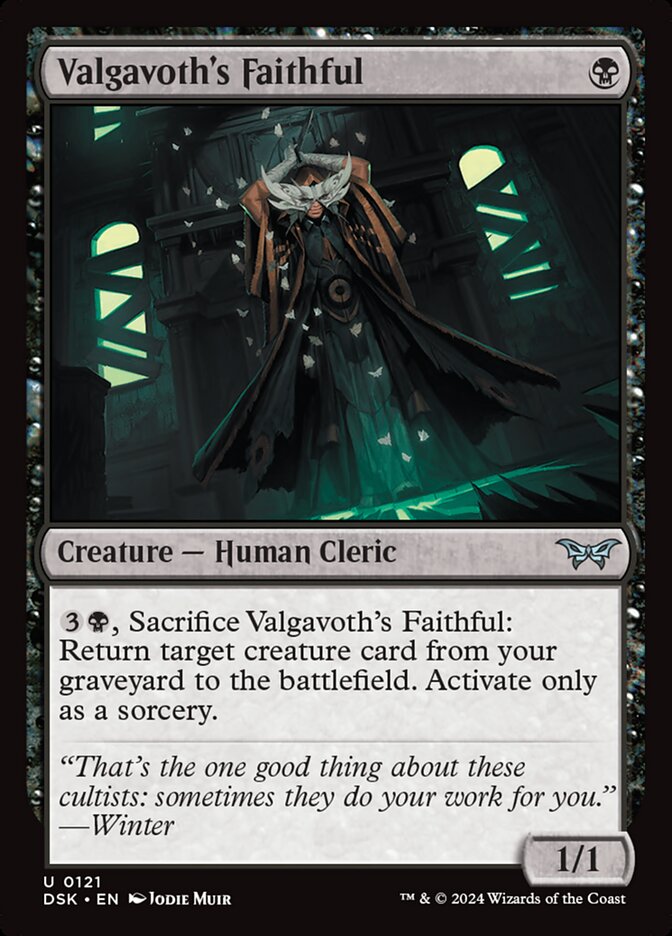 Valgavoth's Faithful
Creature — Human Cleric
3, Sacrifice Valgavoth's Faithful:
Return target creature card from your
graveyard to the battlefield. Activate only
as a sorcery.
“That's the one good thing about these
cultists: sometimes they do your work for you.”
—Winter
1/1
U 0121
DSK • EN Jodie Muir
™ & © 2024 Wizards of the Coast